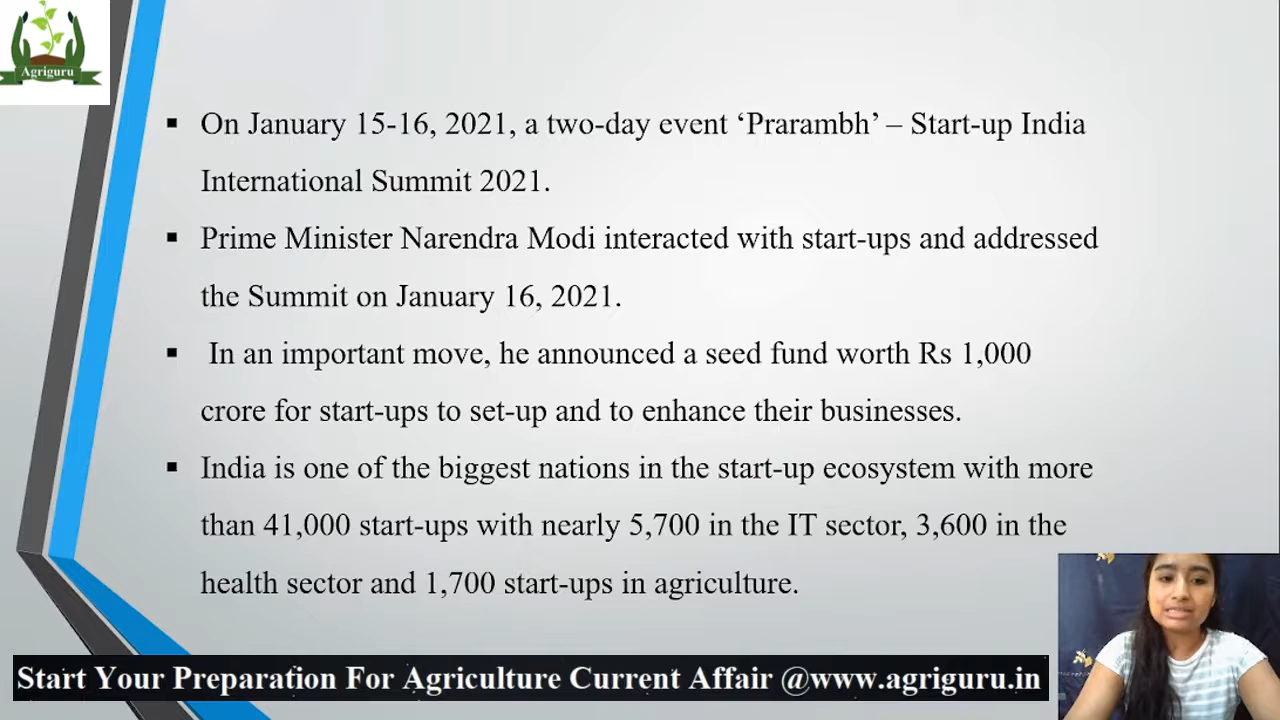 Agriguru
▪ On January 15-16, 2021, a two-day event ‘Prarambh’ – Start-up India
International Summit 2021.
▪ Prime Minister Narendra Modi interacted with start-ups and addressed
the Summit on January 16, 2021.
▪ In an important move, he announced a seed fund worth Rs 1,000
crore for start-ups to set-up and to enhance their businesses.
▪ India is one of the biggest nations in the start-up ecosystem with more
than 41,000 start-ups with nearly 5,700 in the IT sector, 3,600 in the
health sector and 1,700 start-ups in agriculture.
Start Your Preparation For Agriculture Current Affair @www.agriguru.in